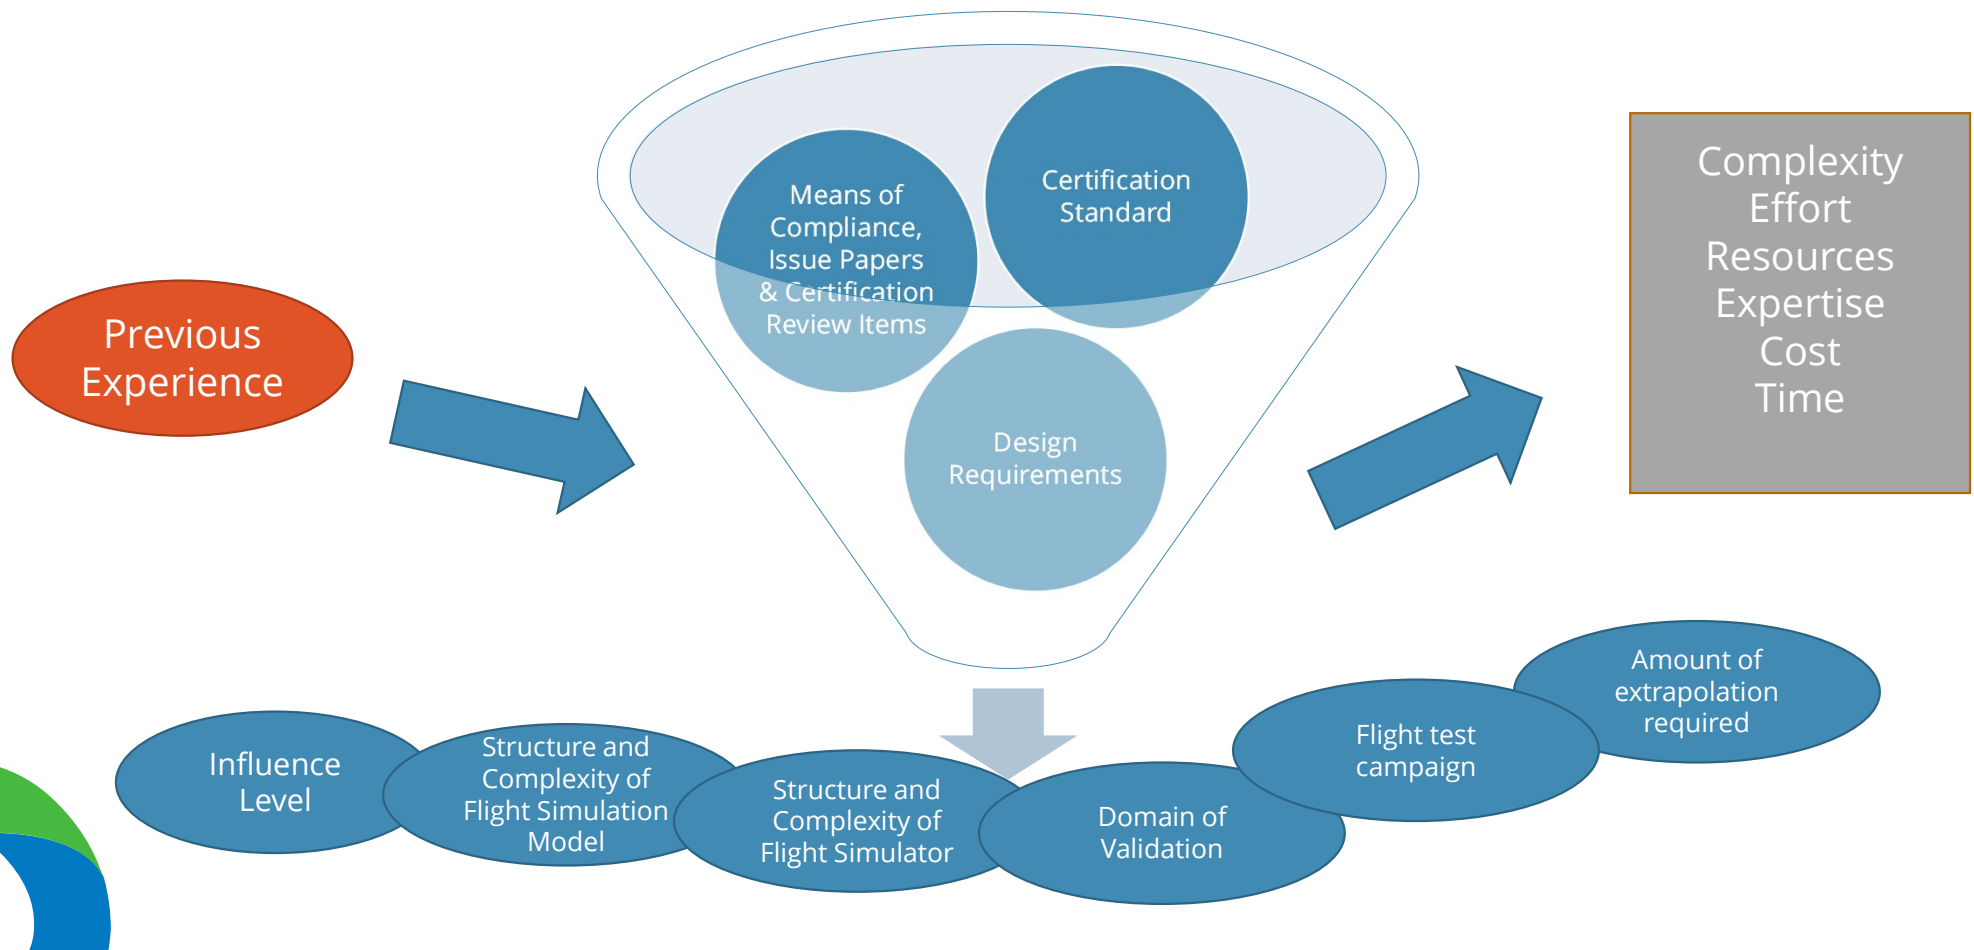 Previous
Experience
Means of
Compliance,
Issue Papers
& Certification
Review Items
Certification
Standard
Design
Requirements
Complexity
Effort
Resources
Expertise
Cost
Time
Influence
Level
Structure and
Complexity of
Flight Simulation
Model
Structure and
Complexity of
Flight Simulator
Domain of
Validation
Flight test
campaign
Amount of
extrapolation
required